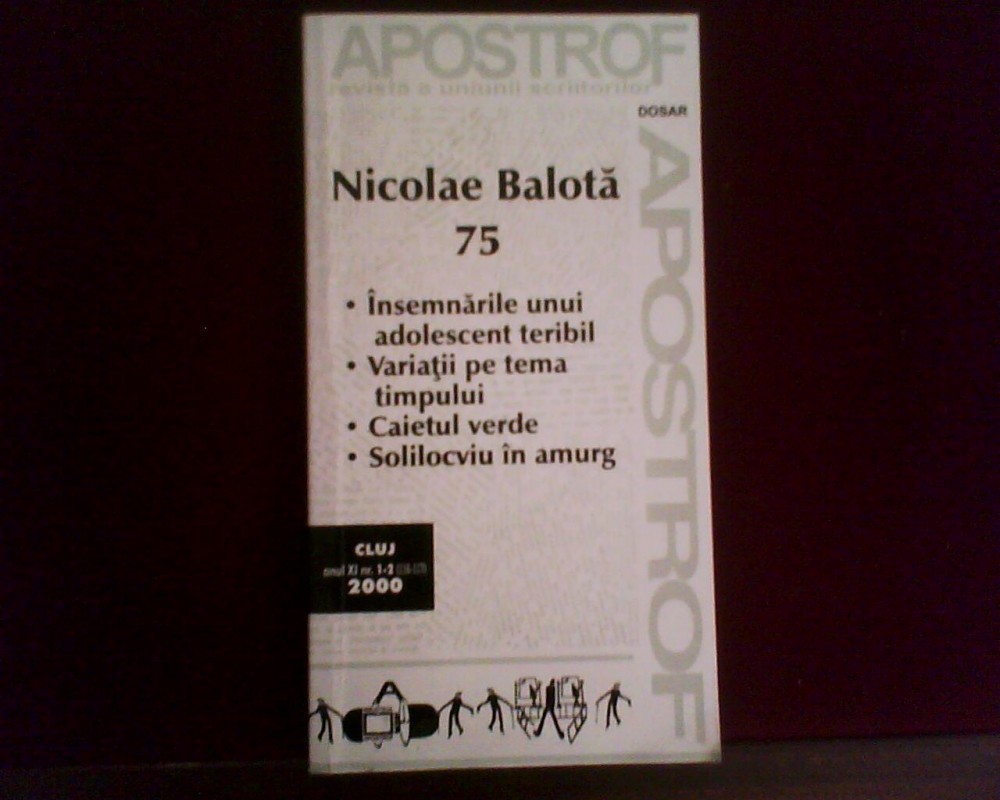 APOSTROF
revista a uniunii scriitorilor
DOSAR
APOSTROF
Nicolae Balotă
75
• Însemnările unui
adolescent teribil
• Variaţii pe tema
timpului
• Caietul verde
• Solilocviu în amurg
CLUJ
anul XI nr. 1-2
2000